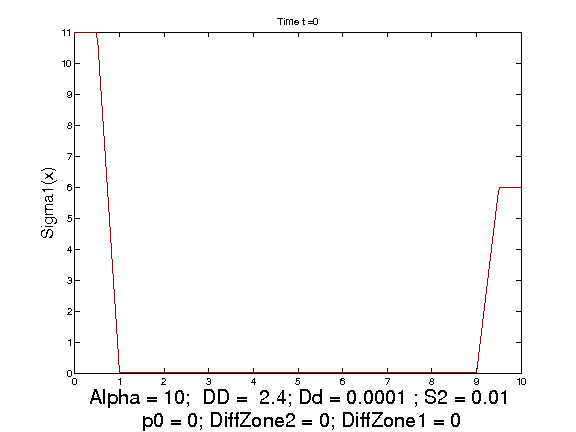 Time t =0
11
10
9
8
7
6
5
4
3
2
1
0
Sigma1(x)
0 1 2 3 4 5 6 7 8 9 10
Alpha = 10;  DD =  2.4; Dd = 0.0001 ; S2 = 0.01
p0 = 0; DiffZone2 = 0; DiffZone1 = 0